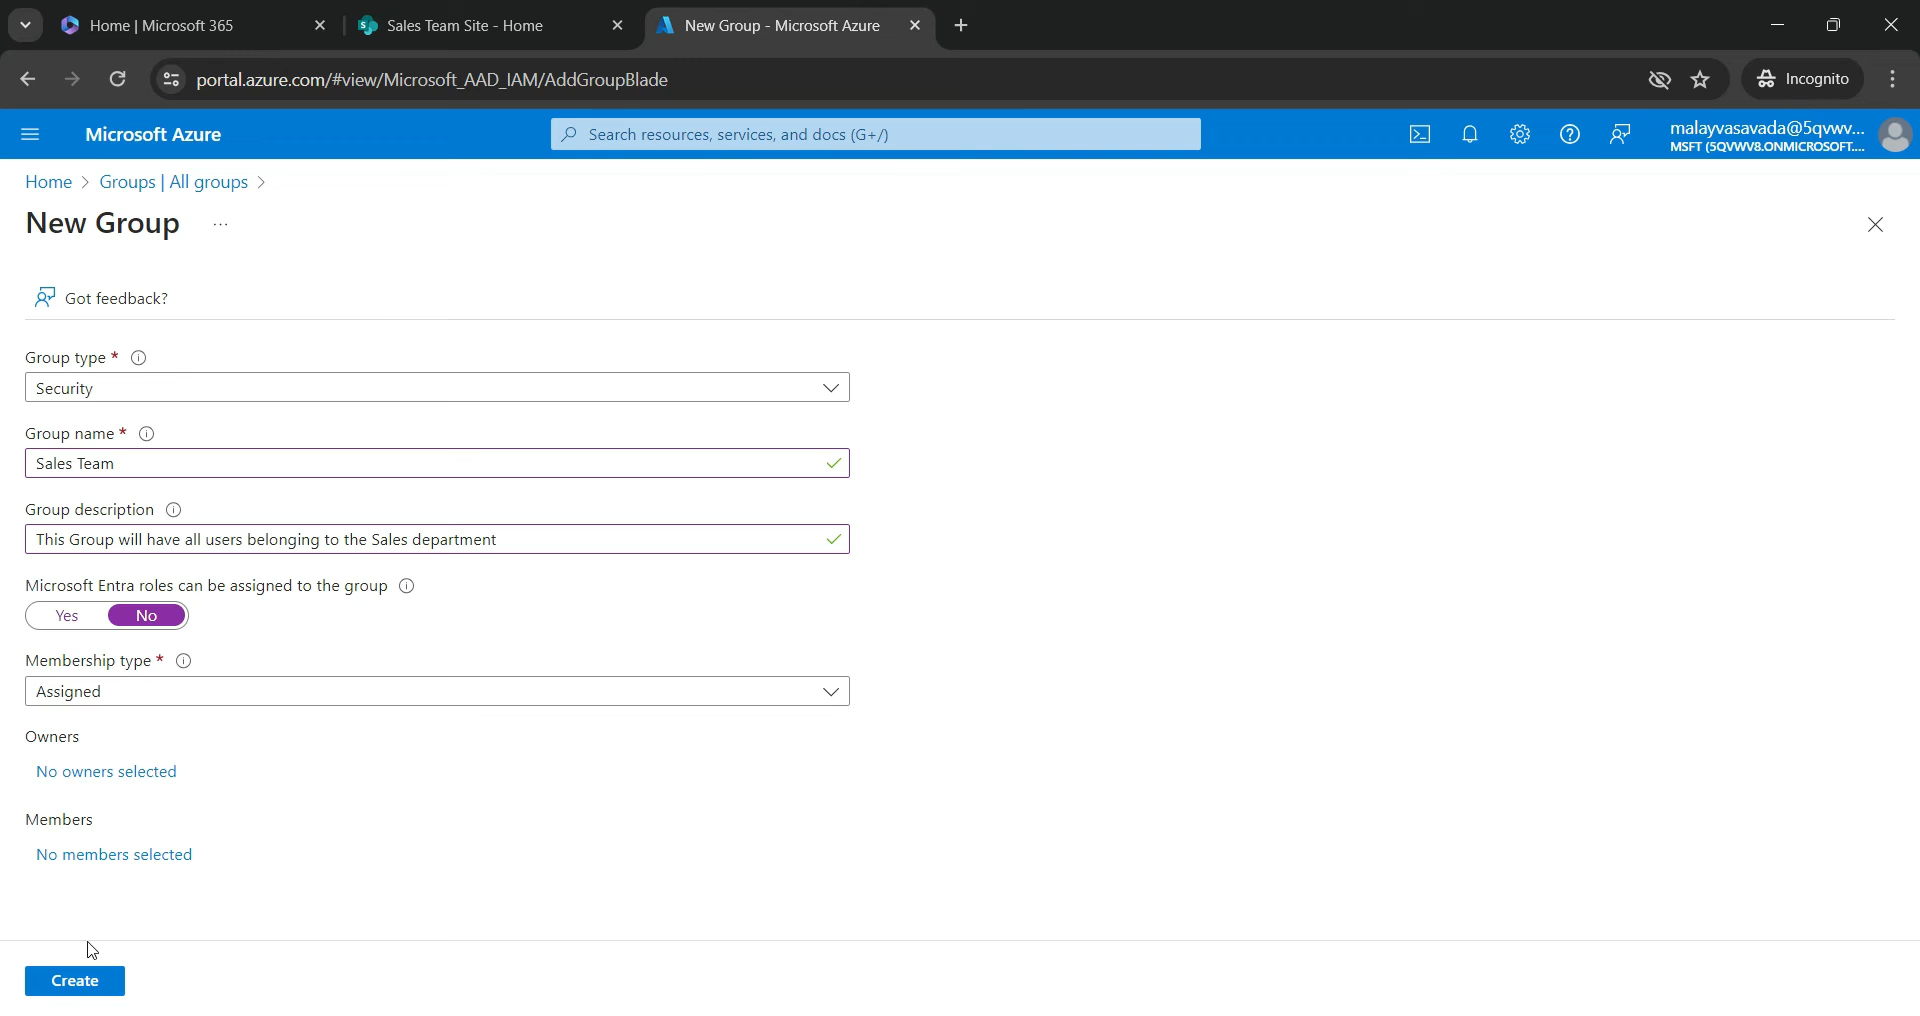 Home | Microsoft 365
Sales Team Site - Home
New Group - Microsoft Azure
portal.azure.com/#view/Microsoft_AAD_IAM/AddGroupBlade
Incognito
Microsoft Azure
Search resources, services, and docs (G+/)
malayvasavada@5qvwv...
MSFT (5QVWV8.ONMICROSOFT....
Home > Groups | All groups >
New Group ...
Got feedback?
Group type *
Security
Group name *
Sales Team
Group description
This Group will have all users belonging to the Sales department
Microsoft Entra roles can be assigned to the group
Yes No
Membership type *
Assigned
Owners
No owners selected
Members
No members selected
Create